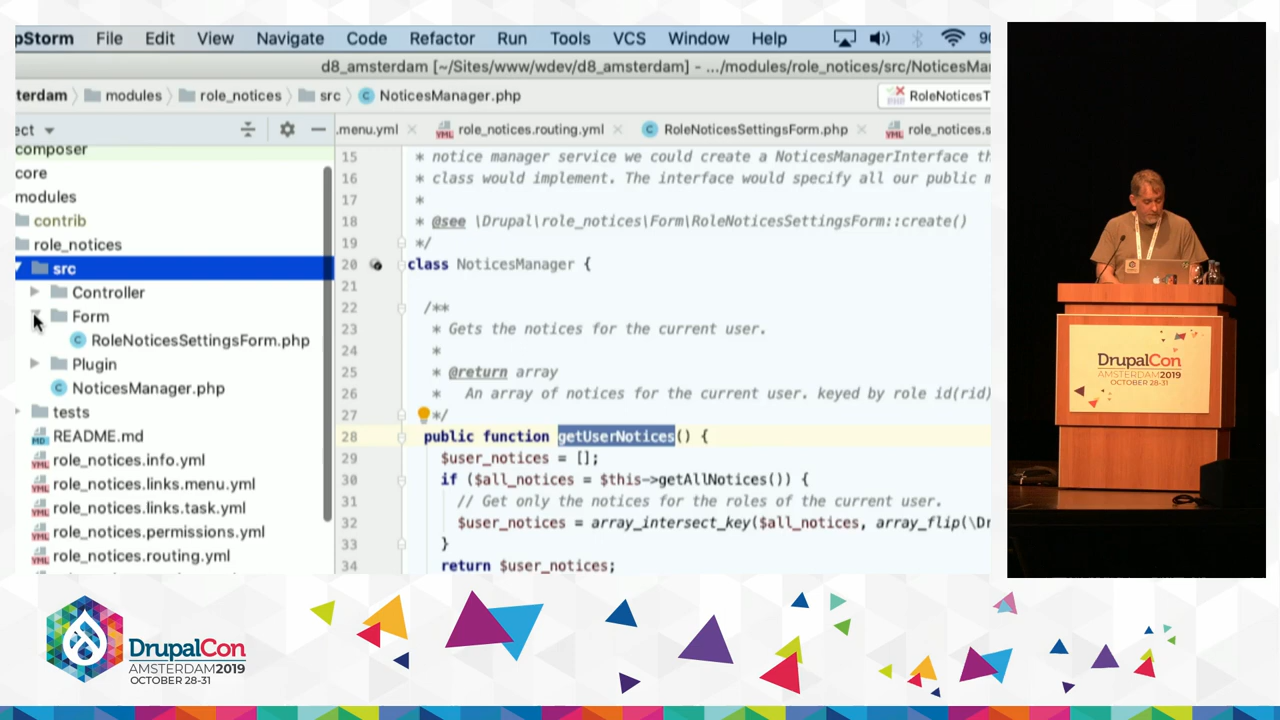 pStorm File Edit View Navigate Code Refactor Run Tools VCS Window Help 90
d8_amsterdam [~/Sites/www/wdev/d8_amsterdam] - .../modules/role_notices/src/NoticesMan
terdam modules role_notices src NoticesManager.php RoleNoticesT
ect .menu.yml role_notices.routing.yml RoleNoticesSettingsForm.php role_notices.s
composer
core
modules
contrib
role_notices
src
Controller
Form
RoleNoticesSettingsForm.php
Plugin
NoticesManager.php
tests
README.md
role_notices.info.yml
role_notices.links.menu.yml
role_notices.links.task.yml
role_notices.permissions.yml
role_notices.routing.yml
15 * notice manager service we could create a NoticesManagerInterface th
16 * class would implement. The interface would specify all our public m
17 *
18 * @see \Drupal\role_notices\Form\RoleNoticesSettingsForm::create()
19 */
20 class NoticesManager {
21
22 /**
23 * Gets the notices for the current user.
24 *
25 * @return array
26 * An array of notices for the current user. keyed by role id(rid)
27 */
28 public function getUserNotices() {
29 $user_notices = [];
30 if ($all_notices = $this->getAllNotices()) {
31 // Get only the notices for the roles of the current user.
32 $user_notices = array_intersect_key($all_notices, array_flip(\Dr
33 }
34 return $user_notices;
DrupalCon
AMSTERDAM2019
OCTOBER 28-31
DrupalCon
AMSTERDAM2019
OCTOBER 28-31